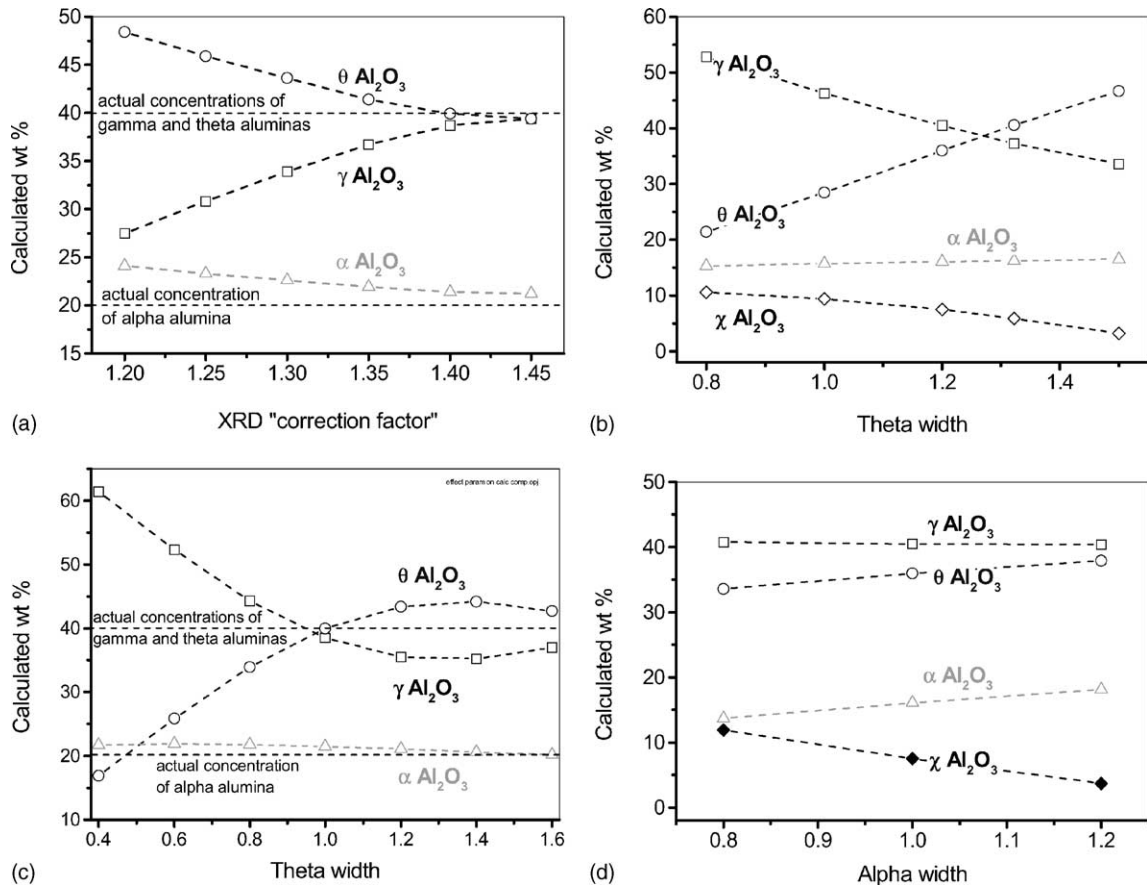 50
45
40
35
30
25
20
15
Calculated wt %
θ Al₂O₃
actual concentrations of
gamma and theta aluminas
γ Al₂O₃
α Al₂O₃
actual concentration
of alpha alumina
1.20 1.25 1.30 1.35 1.40 1.45
XRD "correction factor"
(a)
60
50
40
30
20
10
0
Calculated wt %
γ Al₂O₃
θ Al₂O₃
α Al₂O₃
χ Al₂O₃
0.8 1.0 1.2 1.4
Theta width
(b)
60
50
40
30
20
10
Calculated wt %
effect param on calc comp.opj
θ Al₂O₃
actual concentrations of
gamma and theta aluminas
γ Al₂O₃
actual concentration
of alpha alumina
α Al₂O₃
0.4 0.6 0.8 1.0 1.2 1.4 1.6
Theta width
(c)
50
40
30
20
10
0
Calculated wt %
γ Al₂O₃
θ Al₂O₃
α Al₂O₃
χ Al₂O₃
0.8 0.9 1.0 1.1 1.2
Alpha width
(d)